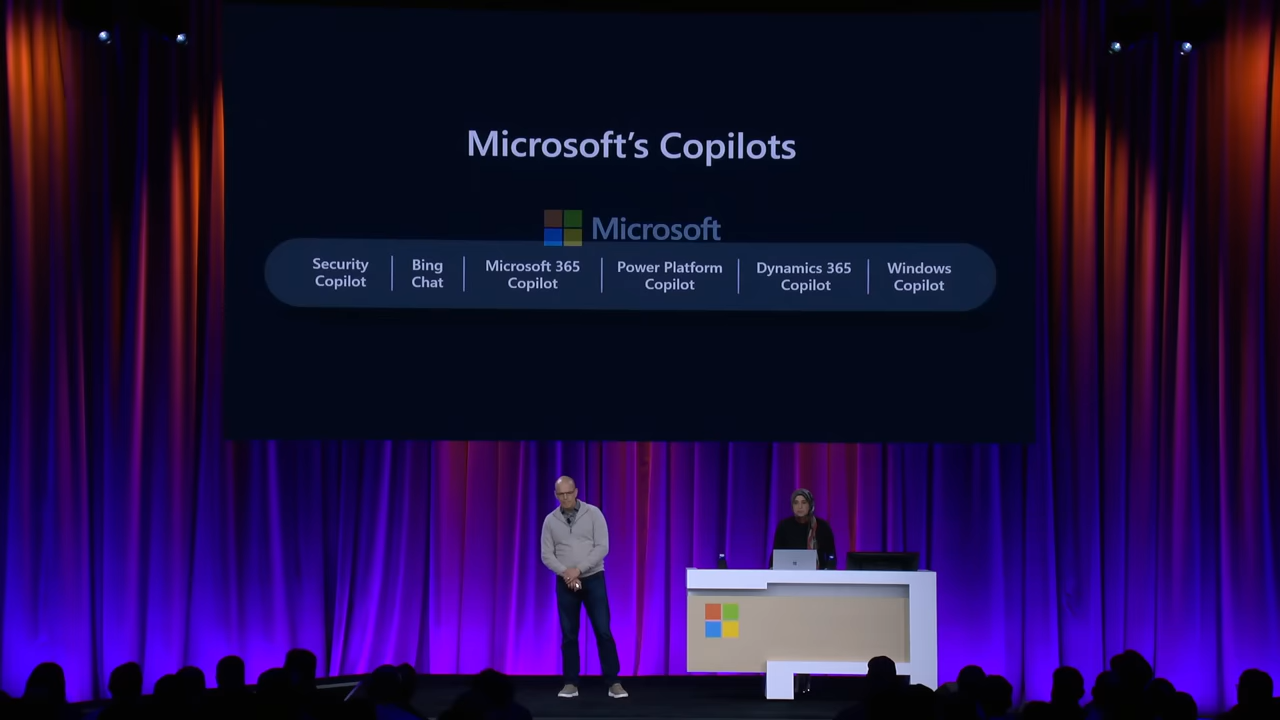 Microsoft's Copilots
Microsoft
Security
Copilot
Bing
Chat
Microsoft 365
Copilot
Power Platform
Copilot
Dynamics 365
Copilot
Windows
Copilot